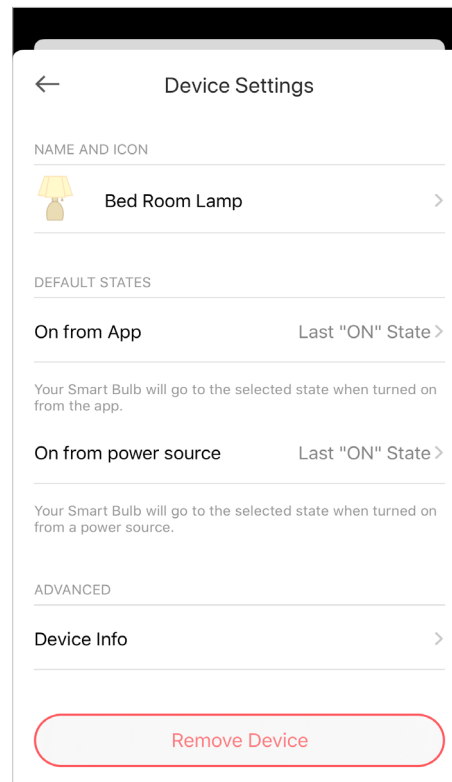 Device Settings
NAME AND ICON
Bed Room Lamp
DEFAULT STATES
On from App
Last "ON" State
Your Smart Bulb will go to the selected state when turned on
from the app.
On from power source
Last "ON" State
Your Smart Bulb will go to the selected state when turned on
from a power source.
ADVANCED
Device Info
Remove Device